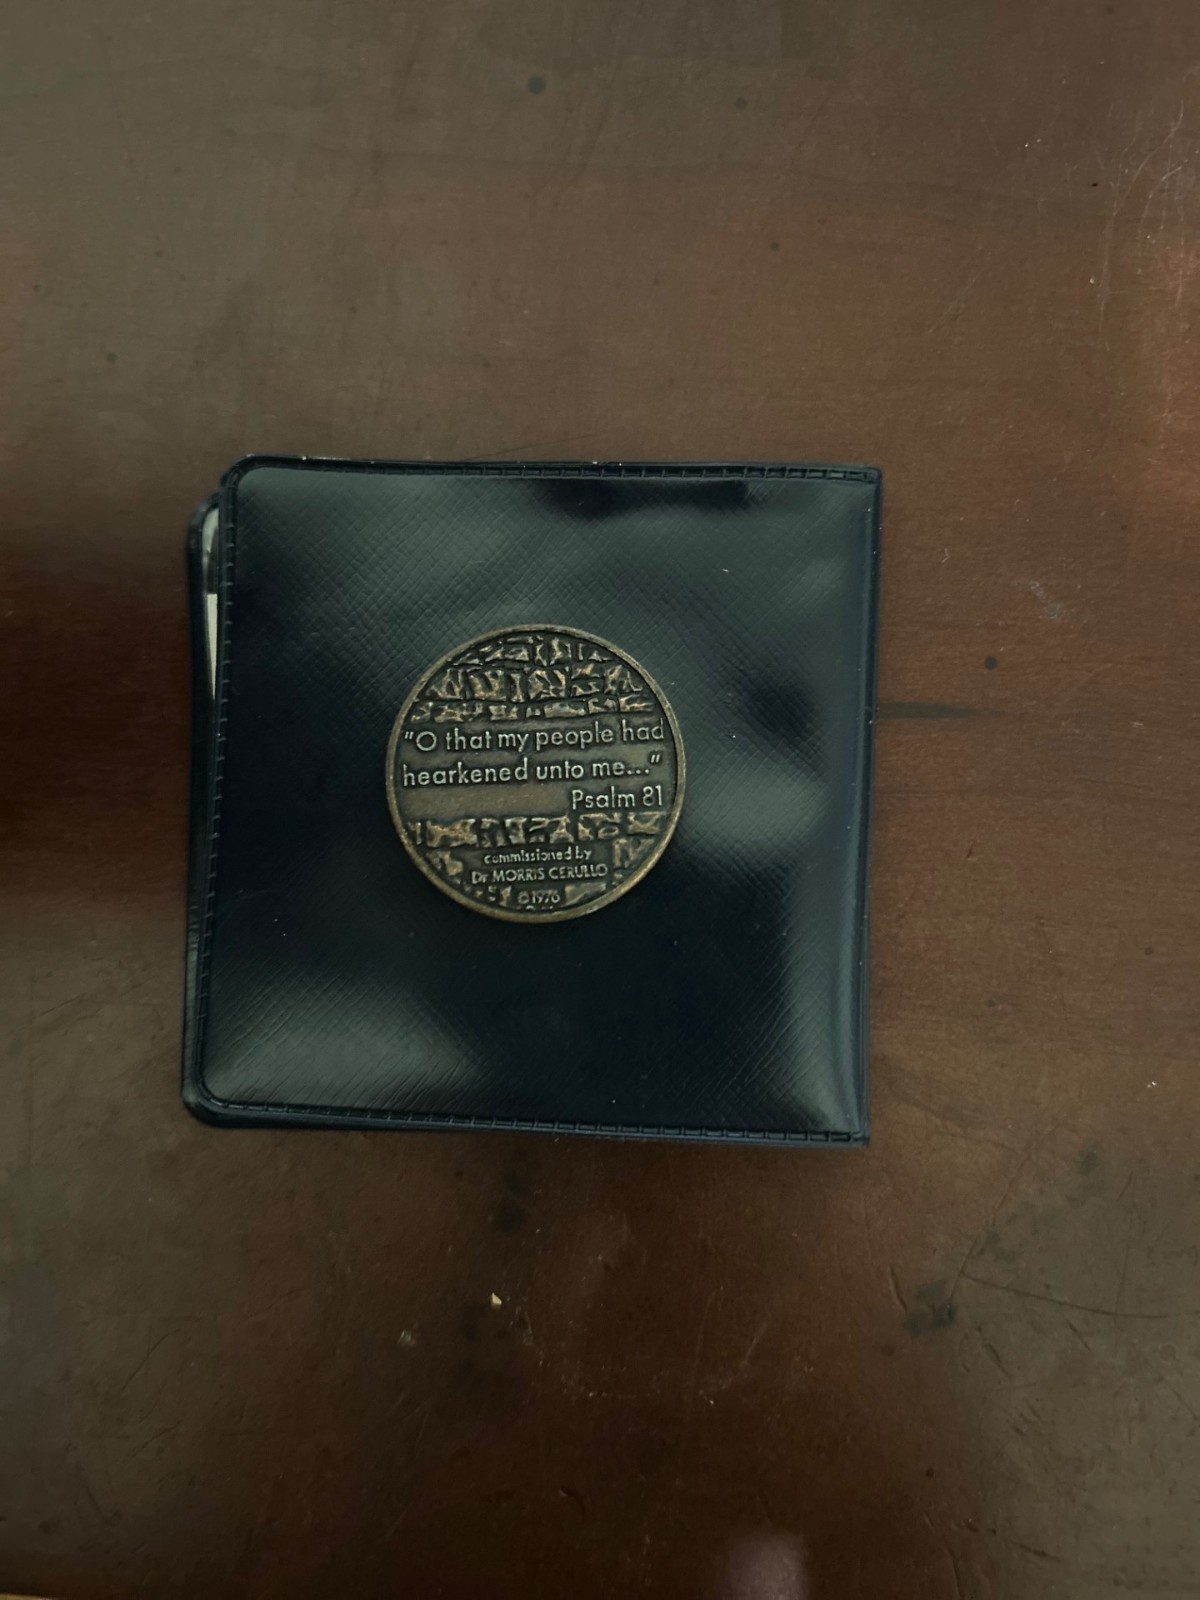 "O that my people had
hearkened unto me..."
Psalm 81
commissioned by
Dr MORRIS CERULLO
©1976